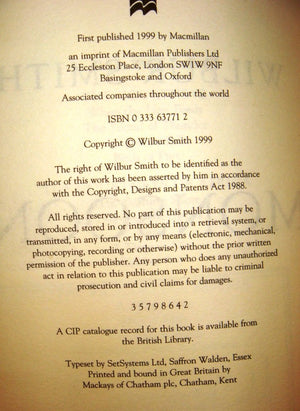 First published 1999 by Macmillan
an imprint of Macmillan Publishers Ltd
25 Eccleston Place, London SW1W 9NF
Basingstoke and Oxford
Associated companies throughout the world
ISBN 0 333 63771 2
Copyright © Wilbur Smith 1999
The right of Wilbur Smith to be identified as the
author of this work has been asserted by him in accordance
with the Copyright, Designs and Patents Act 1988.
All rights reserved. No part of this publication may be
reproduced, stored in or introduced into a retrieval system, or
transmitted, in any form, or by any means (electronic, mechanical,
photocopying, recording or otherwise) without the prior written
permission of the publisher. Any person who does any unauthorized
act in relation to this publication may be liable to criminal
prosecution and civil claims for damages.
3 5 7 9 8 6 4 2
A CIP catalogue record for this book is available from
the British Library.
Typeset by SetSystems Ltd, Saffron Walden, Essex
Printed and bound in Great Britain by
Mackays of Chatham plc, Chatham, Kent